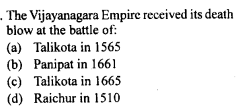 . The Vijayanagara Empire received its death
blow at the battle of:
(a) Talikota in 1565
(b) Panipat in 1661
(c) Talikota in 1665
(d) Raichur in 1510